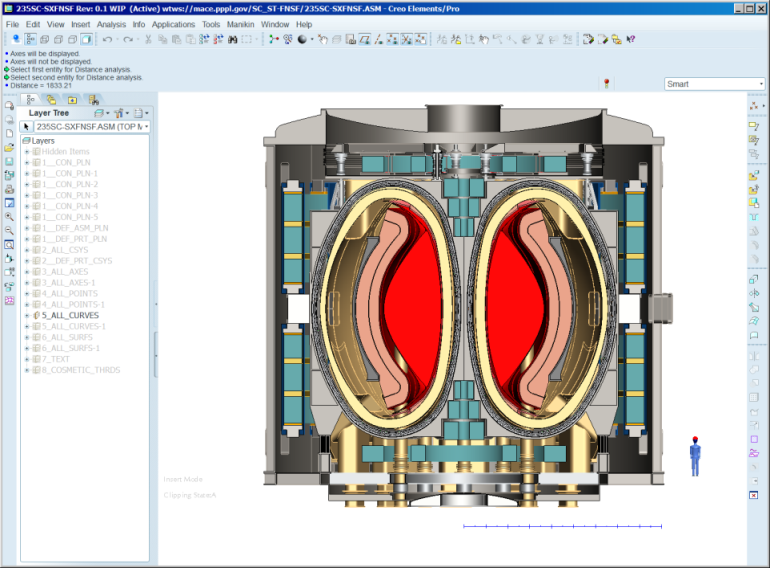 235SC-SXFNSF Rev: 0.1 WIP (Active) wtws://mace.pppl.gov/SC_ST-FNSF/235SC-SXFNSF.ASM - Creo Elements/Pro
File Edit View Insert Analysis Info Applications Tools Manikin Window Help
• Axes will be displayed.
• Axes will not be displayed.
Select first entity for Distance analysis.
Select second entity for Distance analysis.
• Distance = 1833.21
Smart
Layer Tree
235SC-SXFNSF.ASM (TOP M
Layers
Hidden Items
1__CON_PLN
1__CON_PLN-1
1__CON_PLN-2
1__CON_PLN-3
1__CON_PLN-4
1__CON_PLN-5
1__DEF_ASM_PLN
1__DEF_PRT_PLN
2_ALL_CSYS
2__DEF_PRT_CSYS
3_ALL_AXES
3_ALL_AXES-1
4_ALL_POINTS
4_ALL_POINTS-1
5_ALL_CURVES
5_ALL_CURVES-1
6_ALL_SURFS
6_ALL_SURFS-1
7_TEXT
8_COSMETIC_THRDS
Insert Mode
Clipping State:A